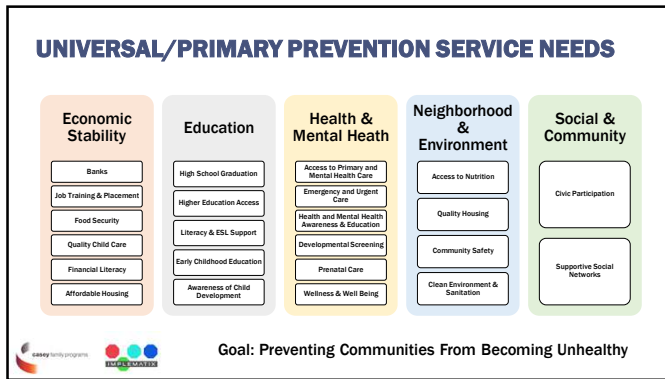 UNIVERSAL/PRIMARY PREVENTION SERVICE NEEDS
Economic
Stability
Banks
Job Training & Placement
Food Security
Quality Child Care
Financial Literacy
Affordable Housing
Education
High School Graduation
Higher Education Access
Literacy & ESL Support
Early Childhood Education
Awareness of Child
Development
Health &
Mental Heath
Access to Primary and
Mental Health Care
Emergency and Urgent
Care
Health and Mental Health
Awareness & Education
Developmental Screening
Prenatal Care
Wellness & Well Being
Neighborhood
&
Environment
Access to Nutrition
Quality Housing
Community Safety
Clean Environment &
Sanitation
Social &
Community
Civic Participation
Supportive Social
Networks
casey family programs
IMPLEMATIX
Goal: Preventing Communities From Becoming Unhealthy